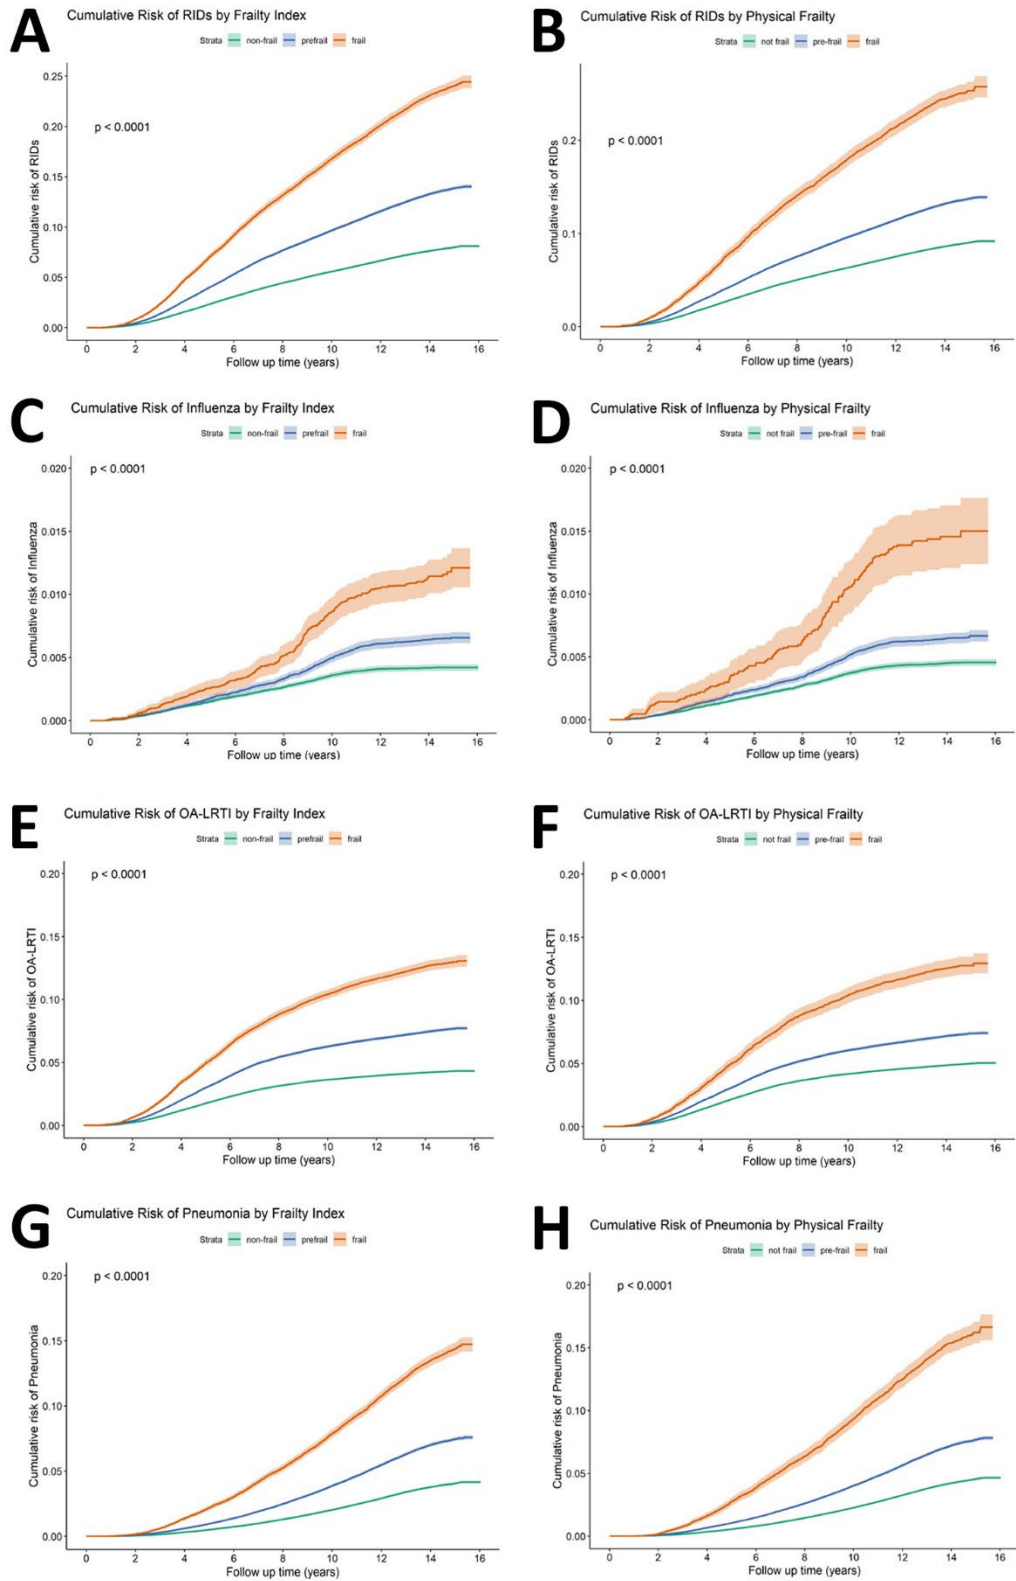 A
Cumulative Risk of RIDs by Frailty Index
Strata non-frail prefrail frail
p < 0.0001
Cumulative risk of RIDs
0.25
0.20
0.15
0.10
0.05
0.00
0 2 4 6 8 10 12 14 16
Follow up time (years)
B
Cumulative Risk of RIDs by Physical Frailty
Strata not frail pre-frail frail
p < 0.0001
Cumulative risk of RIDs
0.2
0.1
0.0
0 2 4 6 8 10 12 14 16
Follow up time (years)
C
Cumulative Risk of Influenza by Frailty Index
Strata non-frail prefrail frail
p < 0.0001
Cumulative risk of Influenza
0.020
0.015
0.010
0.005
0.000
0 2 4 6 8 10 12 14 16
Follow up time (years)
D
Cumulative Risk of Influenza by Physical Frailty
Strata not frail pre-frail frail
p < 0.0001
Cumulative risk of Influenza
0.020
0.015
0.010
0.005
0.000
0 2 4 6 8 10 12 14 16
Follow up time (years)
E
Cumulative Risk of OA-LRTI by Frailty Index
Strata non-frail prefrail frail
p < 0.0001
Cumulative risk of OA-LRTI
0.20
0.15
0.10
0.05
0.00
0 2 4 6 8 10 12 14 16
Follow up time (years)
F
Cumulative Risk of OA-LRTI by Physical Frailty
Strata not frail pre-frail frail
p < 0.0001
Cumulative risk of OA-LRTI
0.20
0.15
0.10
0.05
0.00
0 2 4 6 8 10 12 14 16
Follow up time (years)
G
Cumulative Risk of Pneumonia by Frailty Index
Strata non-frail prefrail frail
p < 0.0001
Cumulative risk of Pneumonia
0.20
0.15
0.10
0.05
0.00
0 2 4 6 8 10 12 14 16
Follow up time (years)
H
Cumulative Risk of Pneumonia by Physical Frailty
Strata not frail pre-frail frail
p < 0.0001
Cumulative risk of Pneumonia
0.20
0.15
0.10
0.05
0.00
0 2 4 6 8 10 12 14 16
Follow up time (years)